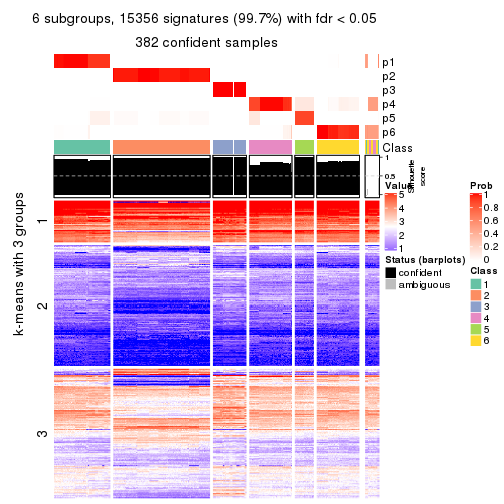 6 subgroups, 15356 signatures (99.7%) with fdr < 0.05
382 confident samples
p1
p2
p3
p4
p5
p6
Class
1
0.5
0
Silhouette
score
k-means with 3 groups
1
2
3
Value
5
4
3
2
1
Status (barplots)
confident
ambiguous
Prob
1
0.8
0.6
0.4
0.2
0
Class
1
2
3
4
5
6